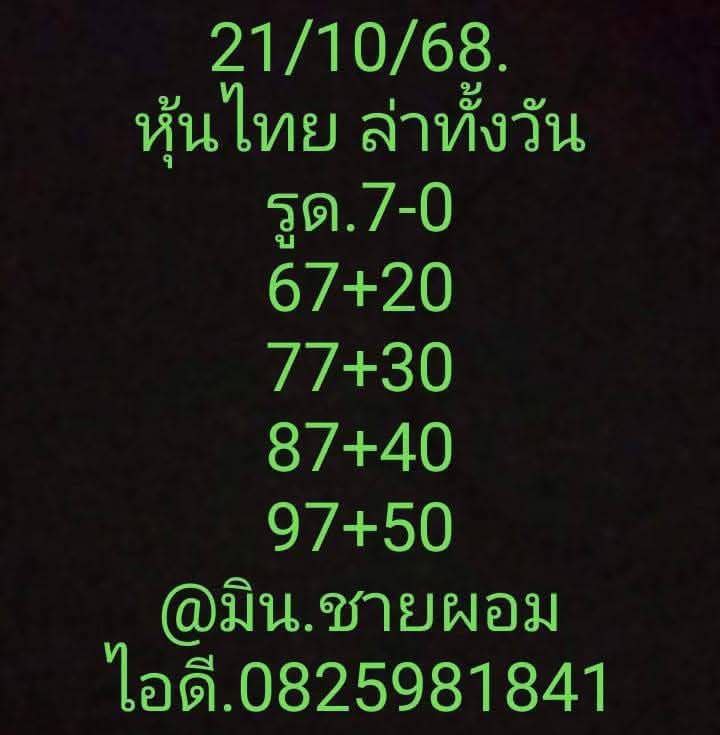 21/10/68.
หุ้นไทย ล่าทั้งวัน
รูด.7-0
67+20
77+30
87+40
97+50
@มิน.ชายผอม
ไอดี.0825981841